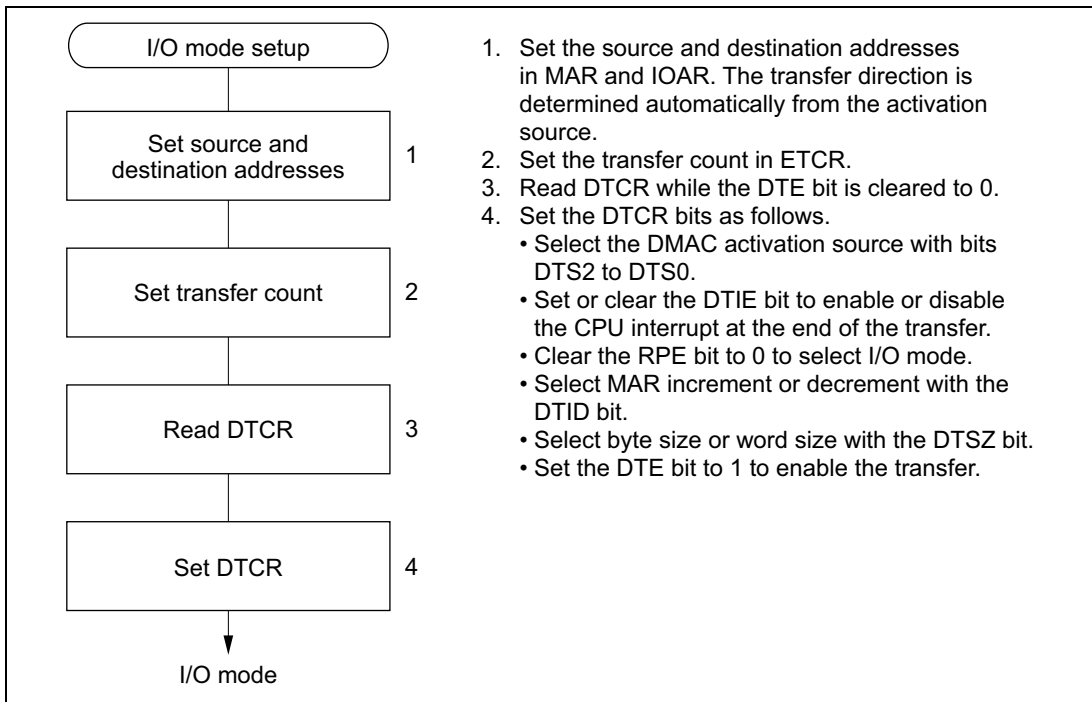 I/O mode setup
Set source and
destination addresses
1
Set transfer count
2
Read DTCR
3
Set DTCR
4
I/O mode
1. Set the source and destination addresses
in MAR and IOAR. The transfer direction is
determined automatically from the activation
source.
2. Set the transfer count in ETCR.
3. Read DTCR while the DTE bit is cleared to 0.
4. Set the DTCR bits as follows.
• Select the DMAC activation source with bits
DTS2 to DTS0.
• Set or clear the DTIE bit to enable or disable
the CPU interrupt at the end of the transfer.
• Clear the RPE bit to 0 to select I/O mode.
• Select MAR increment or decrement with the
DTID bit.
• Select byte size or word size with the DTSZ bit.
• Set the DTE bit to 1 to enable the transfer.